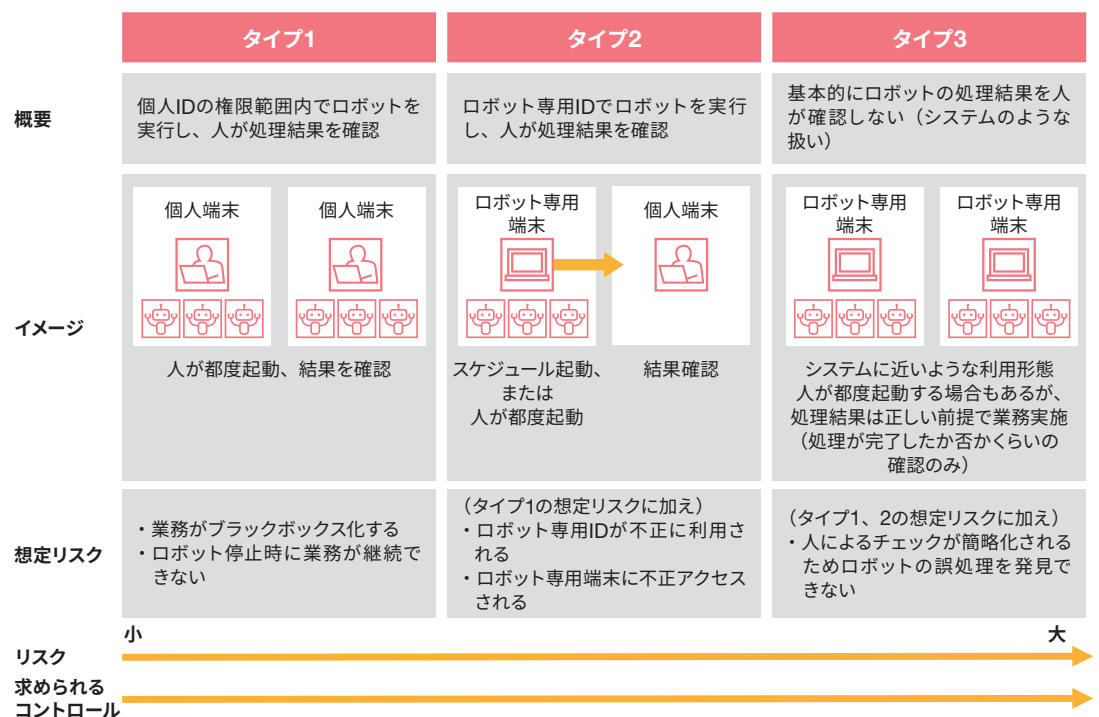 タイプ1
タイプ2
タイプ3
概要
個人IDの権限範囲内でロボットを
実行し、人が処理結果を確認
ロボット専用IDでロボットを実行
し、人が処理結果を確認
基本的にロボットの処理結果を人
が確認しない（システムのような
扱い）
イメージ
個人端末
個人端末
人が都度起動、結果を確認
ロボット専用
端末
個人端末
スケジュール起動、
または
人が都度起動
結果確認
ロボット専用
端末
ロボット専用
端末
システムに近いような利用形態
人が都度起動する場合もあるが、
処理結果は正しい前提で業務実施
（処理が完了したか否かくらいの
確認のみ）
想定リスク
・業務がブラックボックス化する
・ロボット停止時に業務が継続で
きない
（タイプ1の想定リスクに加え）
・ロボット専用IDが不正に利用さ
れる
・ロボット専用端末に不正アクセス
される
（タイプ1、2の想定リスクに加え）
・人によるチェックが簡略化される
ためロボットの誤処理を発見で
きない
小
大
リスク
求められる
コントロール